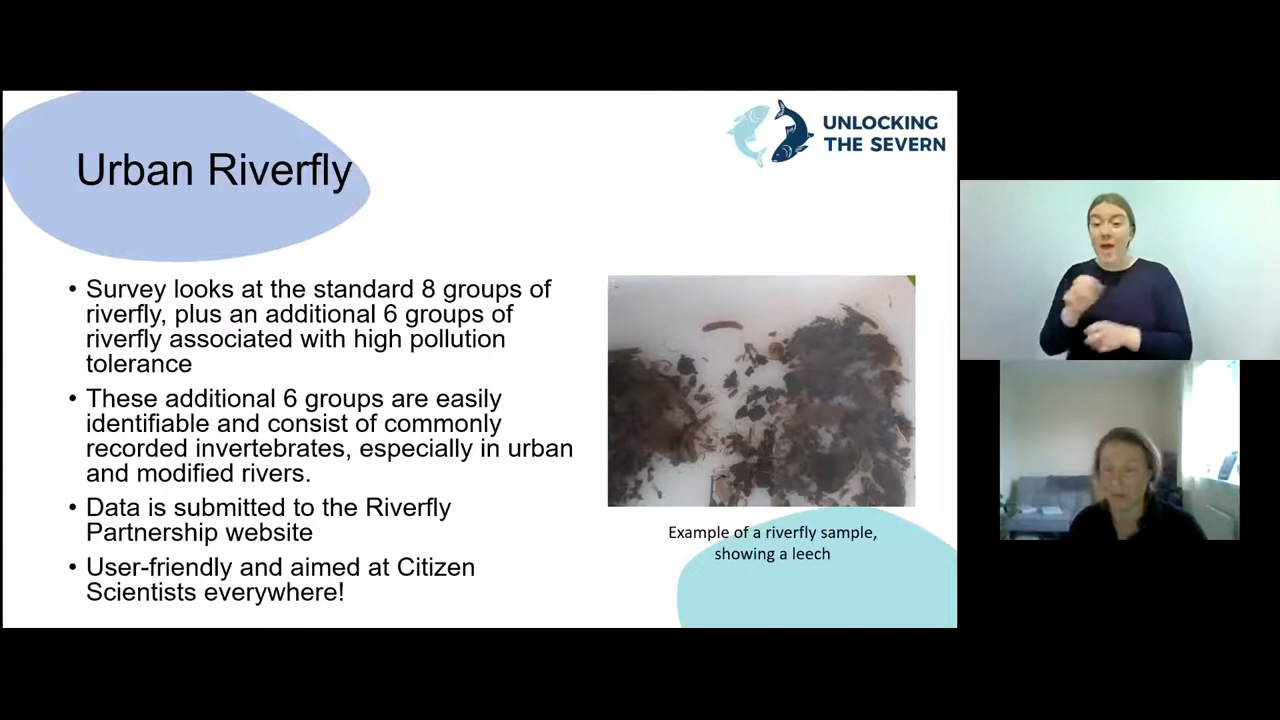 UNLOCKING
THE SEVERN
Urban Riverfly
• Survey looks at the standard 8 groups of
riverfly, plus an additional 6 groups of
riverfly associated with high pollution
tolerance
• These additional 6 groups are easily
identifiable and consist of commonly
recorded invertebrates, especially in urban
and modified rivers.
• Data is submitted to the Riverfly
Partnership website
• User-friendly and aimed at Citizen
Scientists everywhere!
Example of a riverfly sample,
showing a leech